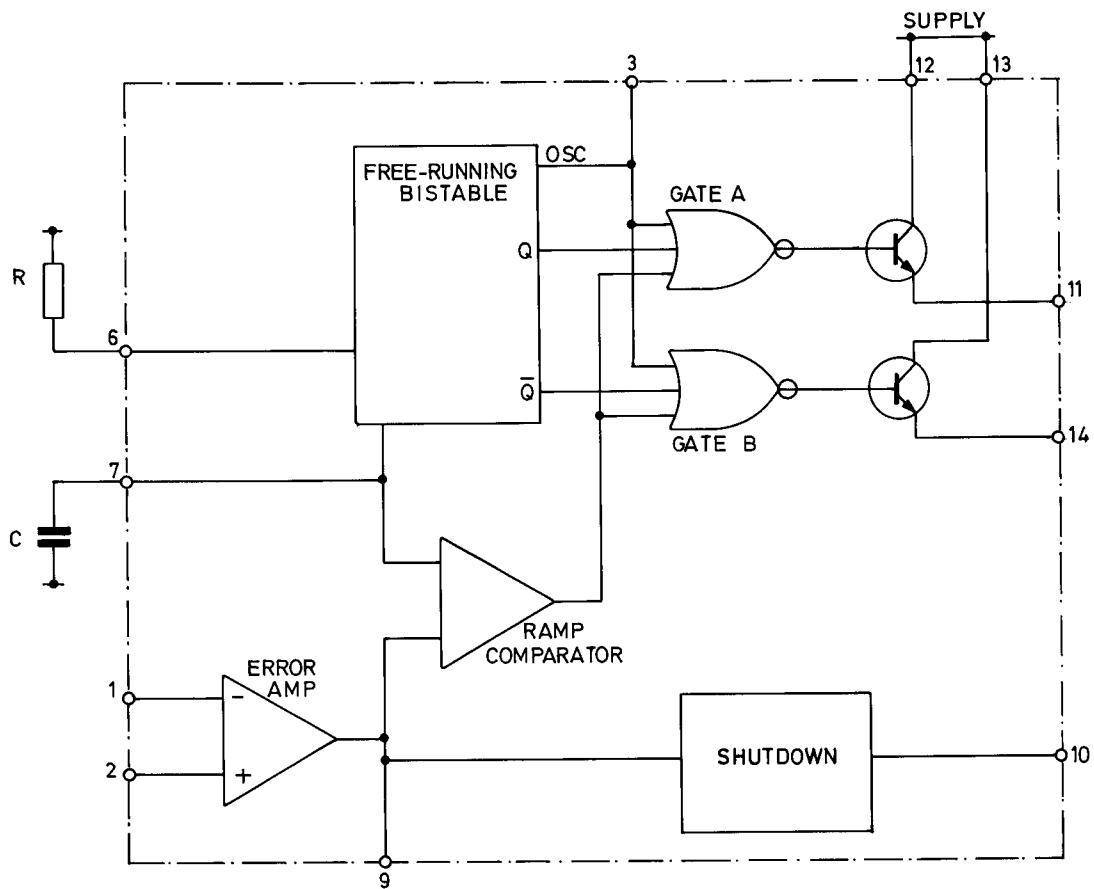 SUPPLY
3
12
13
OSC
FREE-RUNNING
BISTABLE
GATE A
Q
R
11
6
Q̅
GATE B
14
7
C
RAMP
COMPARATOR
ERROR
AMP
1
-
SHUTDOWN
10
2
+
9